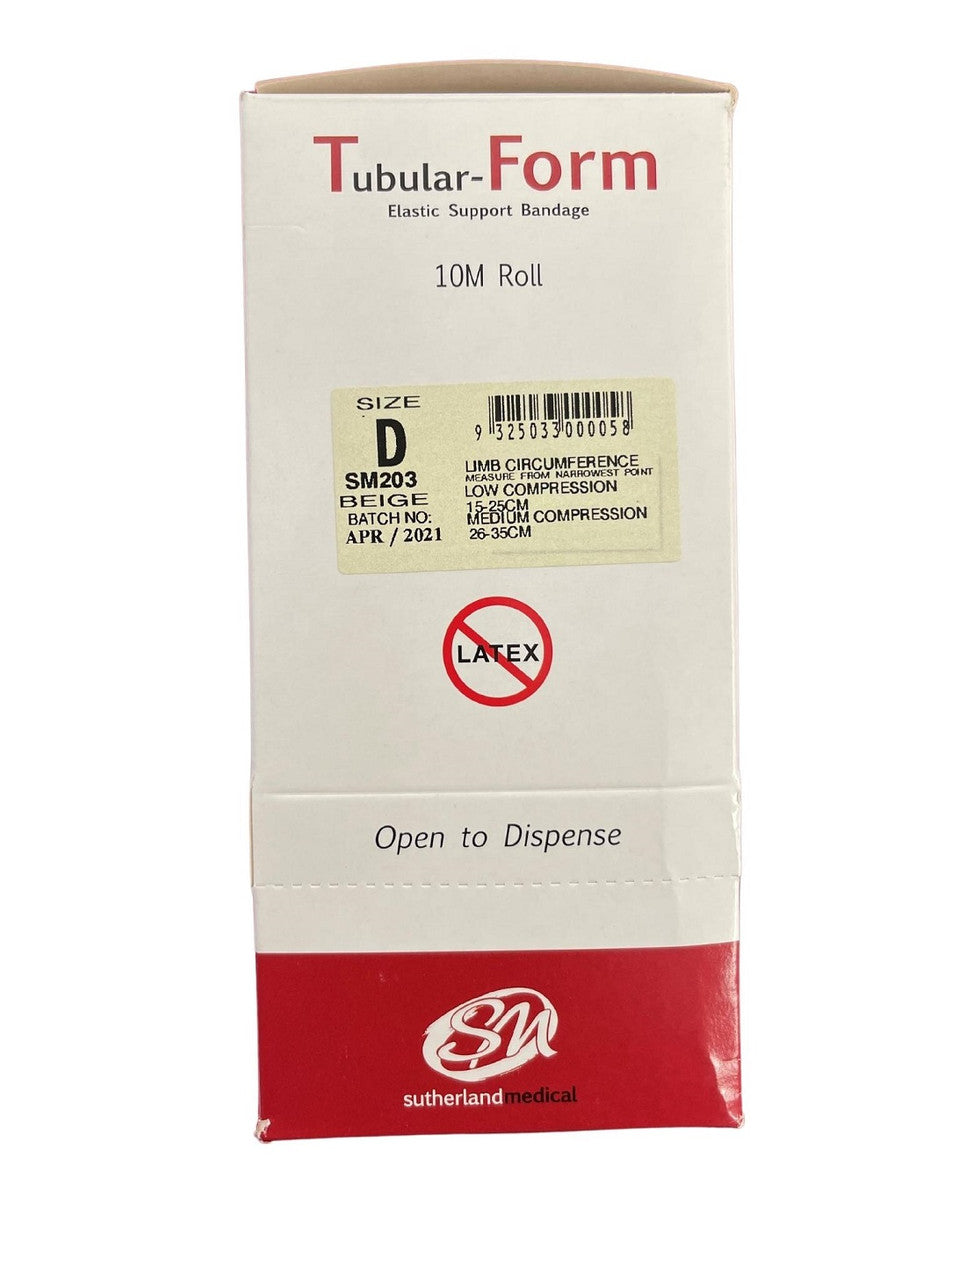 Tubular-Form
Elastic Support Bandage
10M Roll
SIZE
D
SM203
BEIGE
BATCH NO:
APR / 2021
9 325033 000058
LIMB CIRCUMFERENCE
MEASURE FROM NARROWEST POINT
LOW COMPRESSION
15-25CM
MEDIUM COMPRESSION
26-35CM
LATEX
Open to Dispense
SM
sutherlandmedical